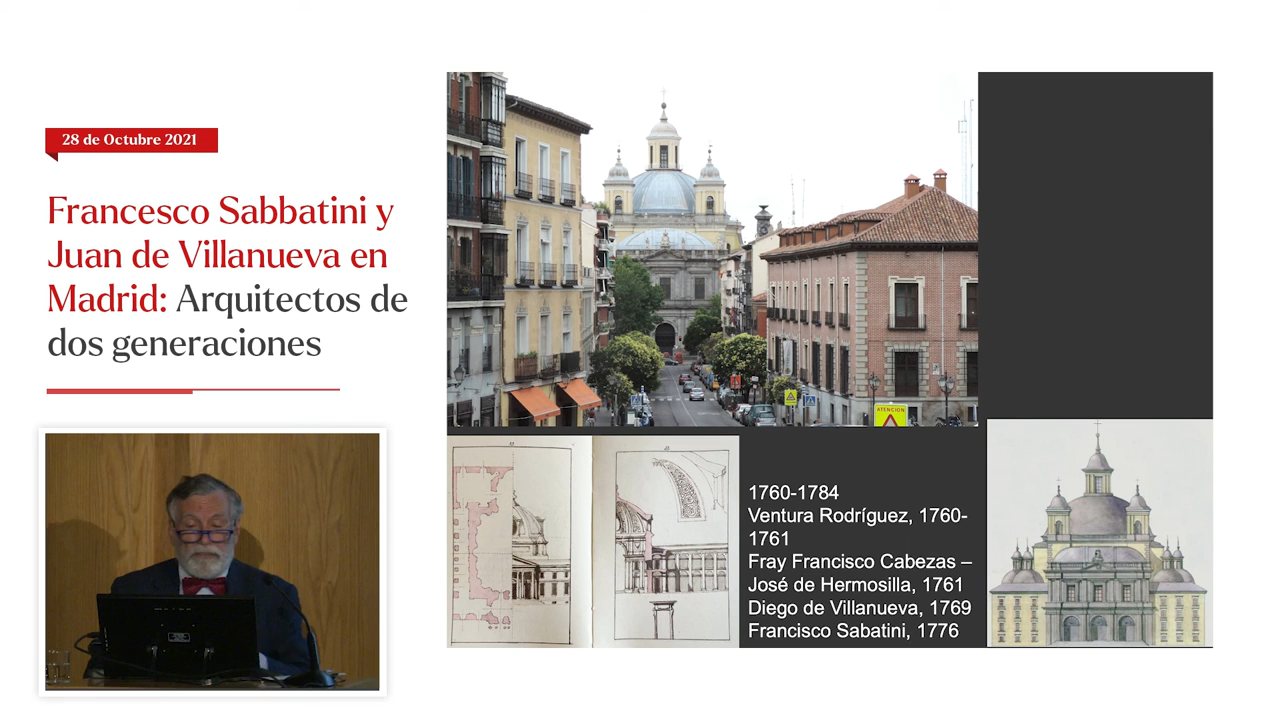 28 de Octubre 2021
Francesco Sabbatini y
Juan de Villanueva en
Madrid: Arquitectos de
dos generaciones
ATENCION
1760-1784
Ventura Rodríguez, 1760-
1761
Fray Francisco Cabezas –
José de Hermosilla, 1761
Diego de Villanueva, 1769
Francisco Sabatini, 1776